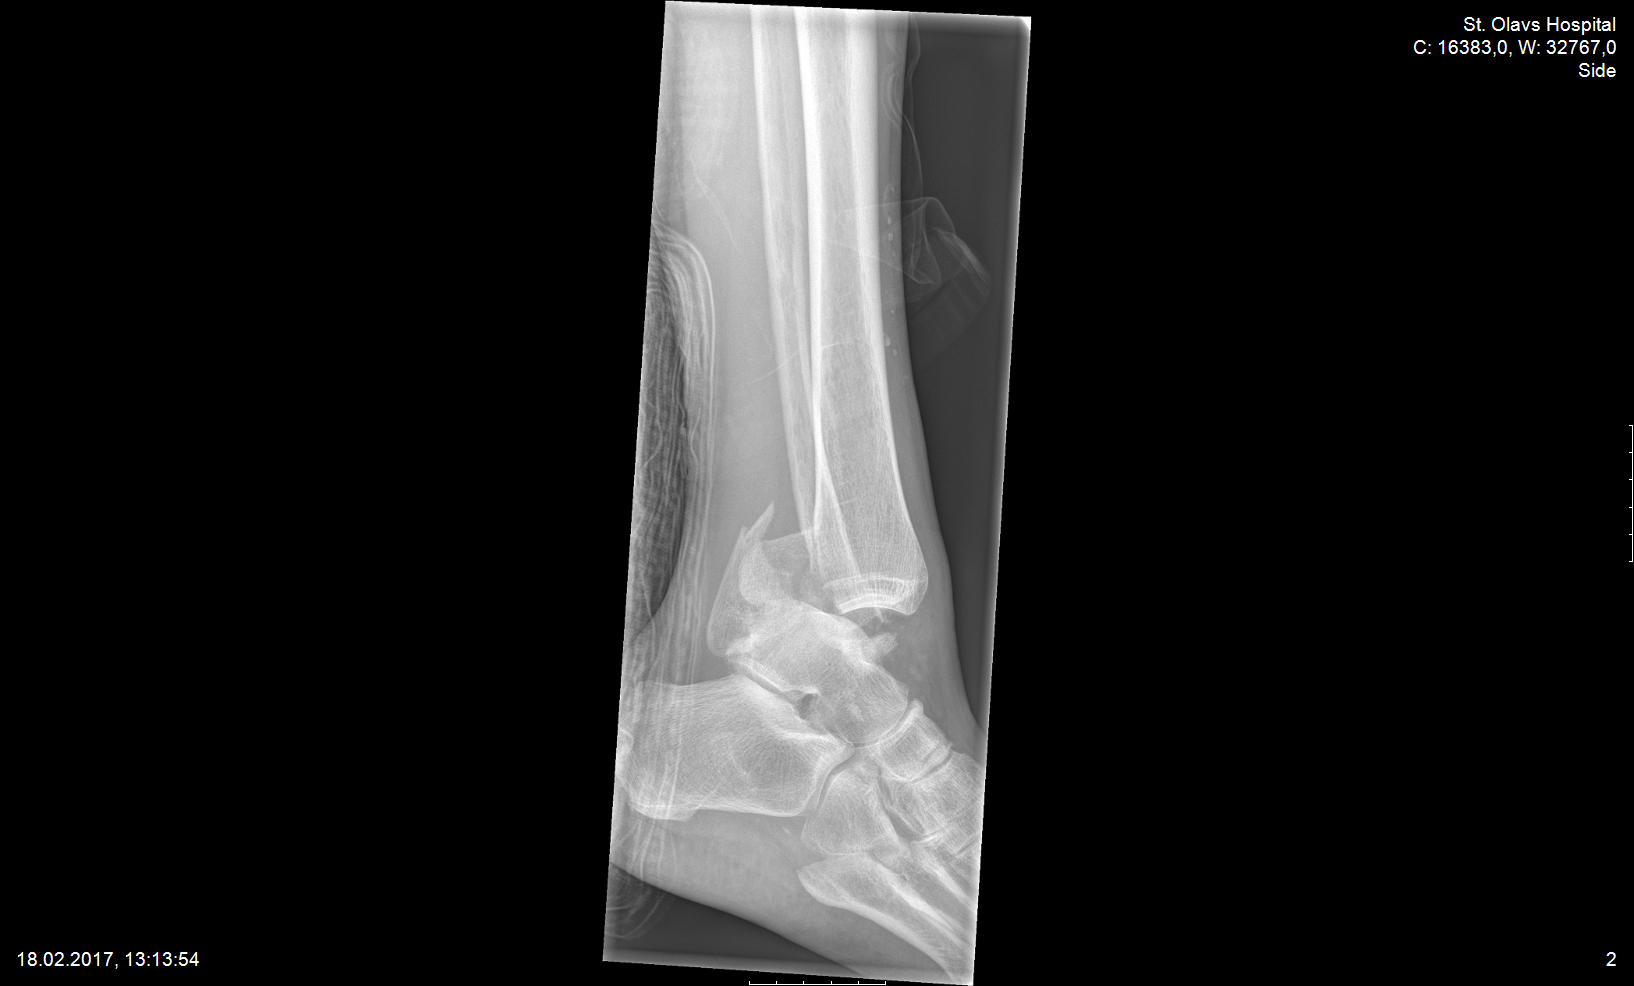 St. Olavs Hospital
C: 16383,0, W: 32767,0
Side
18.02.2017, 13:13:54
2